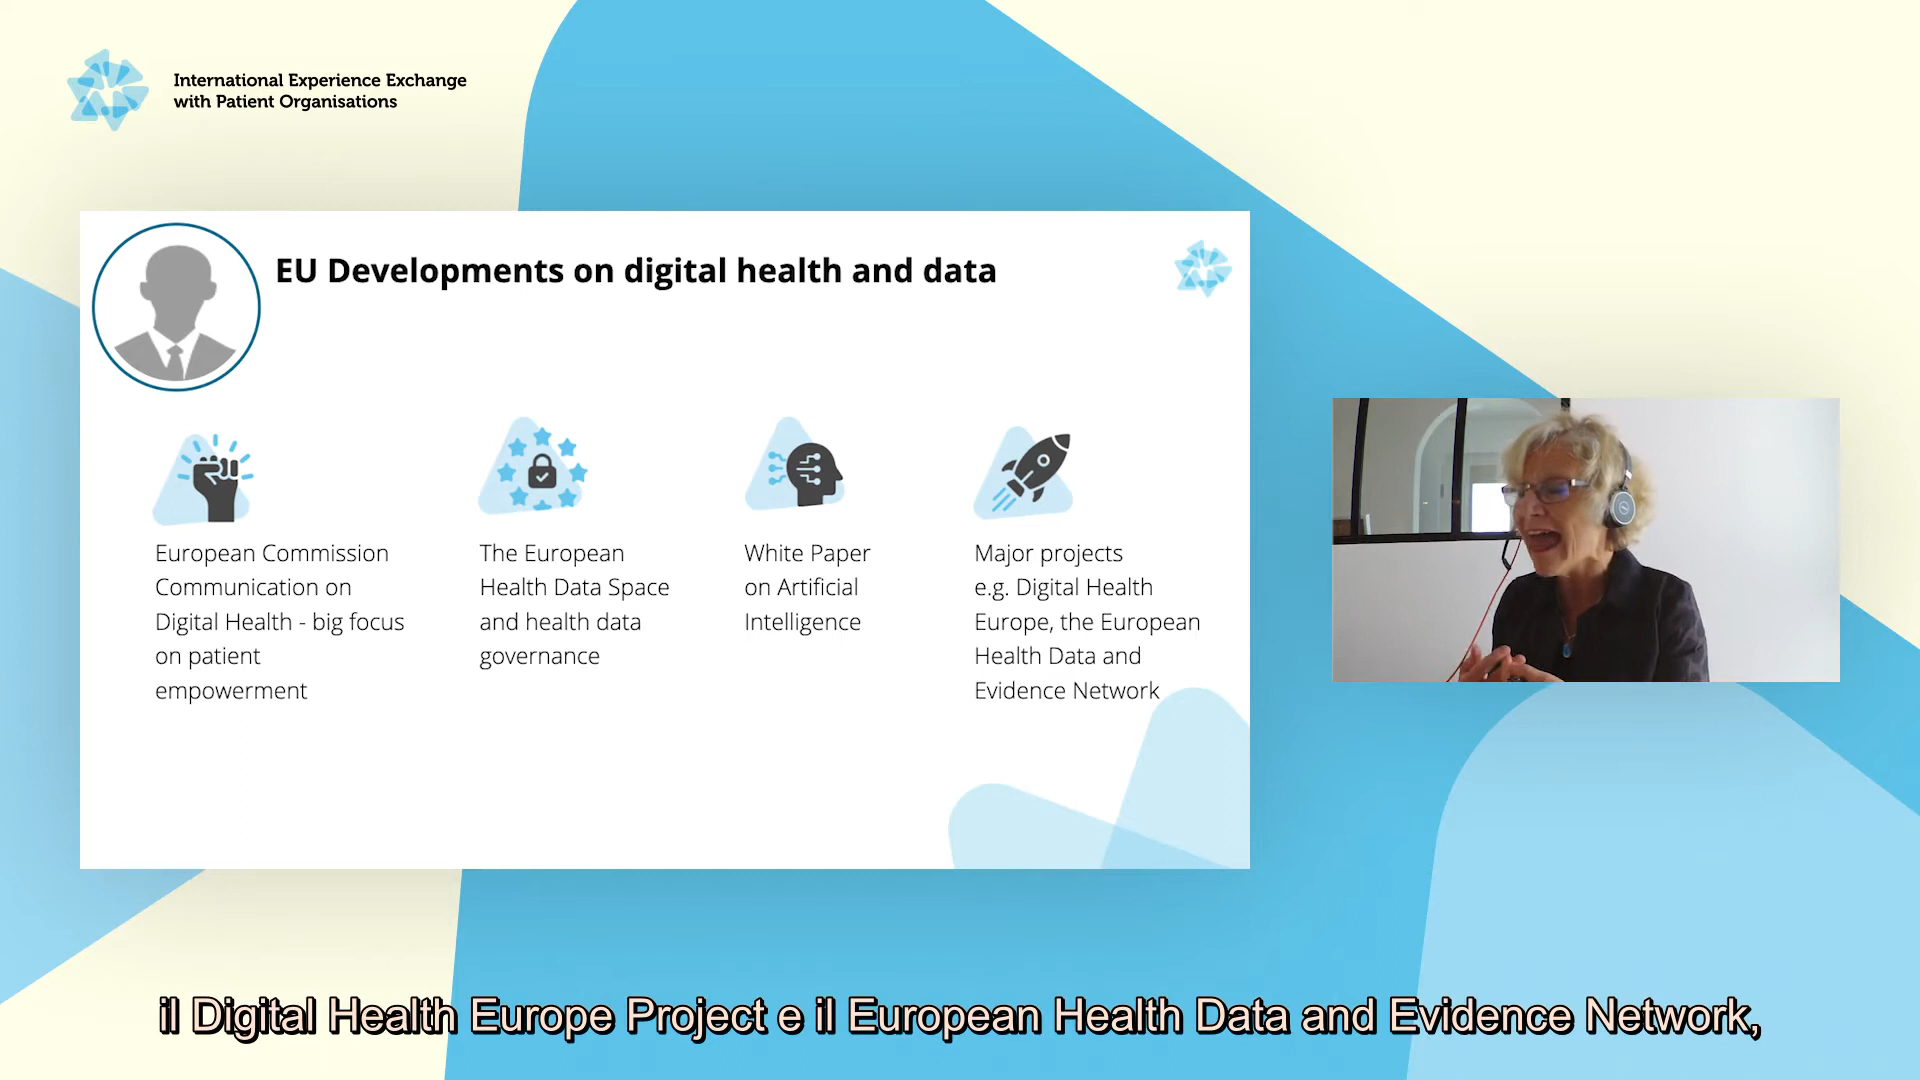 International Experience Exchange
with Patient Organisations
EU Developments on digital health and data
European Commission
Communication on
Digital Health - big focus
on patient
empowerment
The European
Health Data Space
and health data
governance
White Paper
on Artificial
Intelligence
Major projects
e.g. Digital Health
Europe, the European
Health Data and
Evidence Network
il Digital Health Europe Project e il European Health Data and Evidence Network,